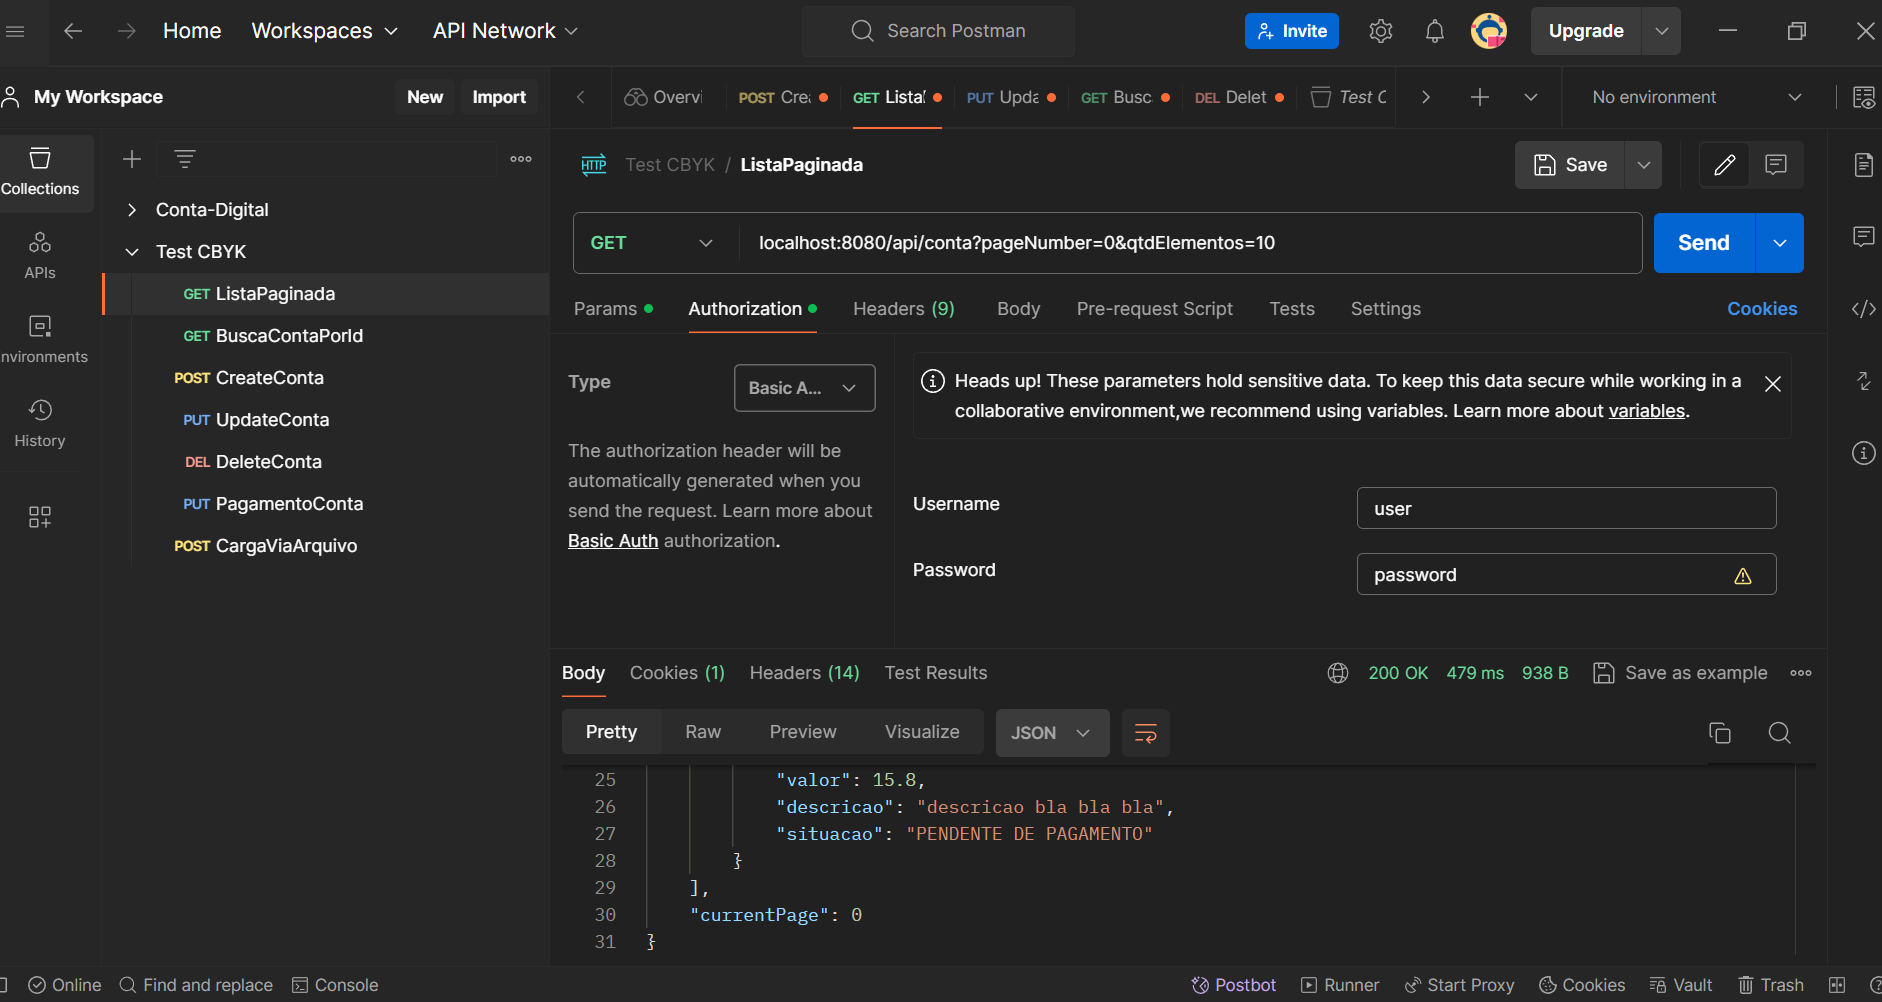 Home Workspaces API Network Search Postman Invite Upgrade
My Workspace New Import Overvi POST Crea GET Listal PUT Upda GET Busc DEL Delet Test C No environment
Collections
APIs
nvironments
History
Conta-Digital
Test CBYK
GET ListaPaginada
GET BuscaContaPorId
POST CreateConta
PUT UpdateConta
DEL DeleteConta
PUT PagamentoConta
POST CargaViaArquivo
HTTP Test CBYK / ListaPaginada Save
GET localhost:8080/api/conta?pageNumber=0&qtdElementos=10 Send
Params Authorization Headers (9) Body Pre-request Script Tests Settings Cookies
Type Basic A...
The authorization header will be
automatically generated when you
send the request. Learn more about
Basic Auth authorization.
Heads up! These parameters hold sensitive data. To keep this data secure while working in a
collaborative environment,we recommend using variables. Learn more about variables.
Username user
Password password
Body Cookies (1) Headers (14) Test Results 200 OK 479 ms 938 B Save as example
Pretty Raw Preview Visualize JSON
25 "valor": 15.8,
26 "descricao": "descricao bla bla bla",
27 "situacao": "PENDENTE DE PAGAMENTO"
28 }
29 ],
30 "currentPage": 0
31 }
Online Find and replace Console Postbot Runner Start Proxy Cookies Vault Trash